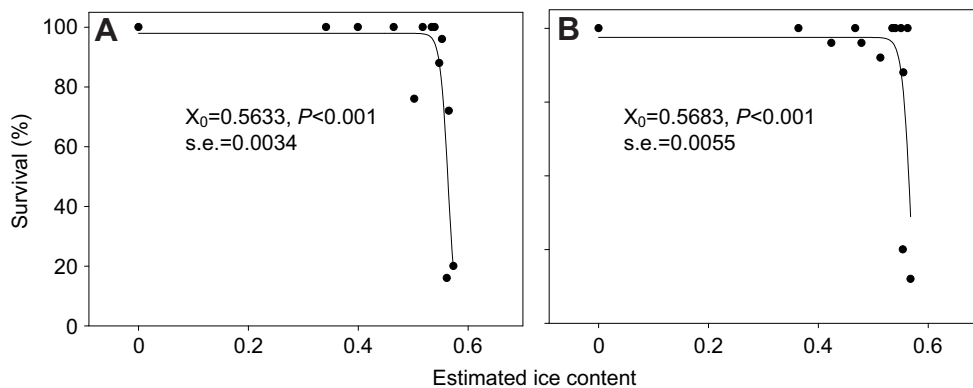 A
B
100
80
60
40
20
0
Survival (%)
X0=0.5633, P<0.001
s.e.=0.0034
X0=0.5683, P<0.001
s.e.=0.0055
0 0.2 0.4 0.6
0 0.2 0.4 0.6
Estimated ice content